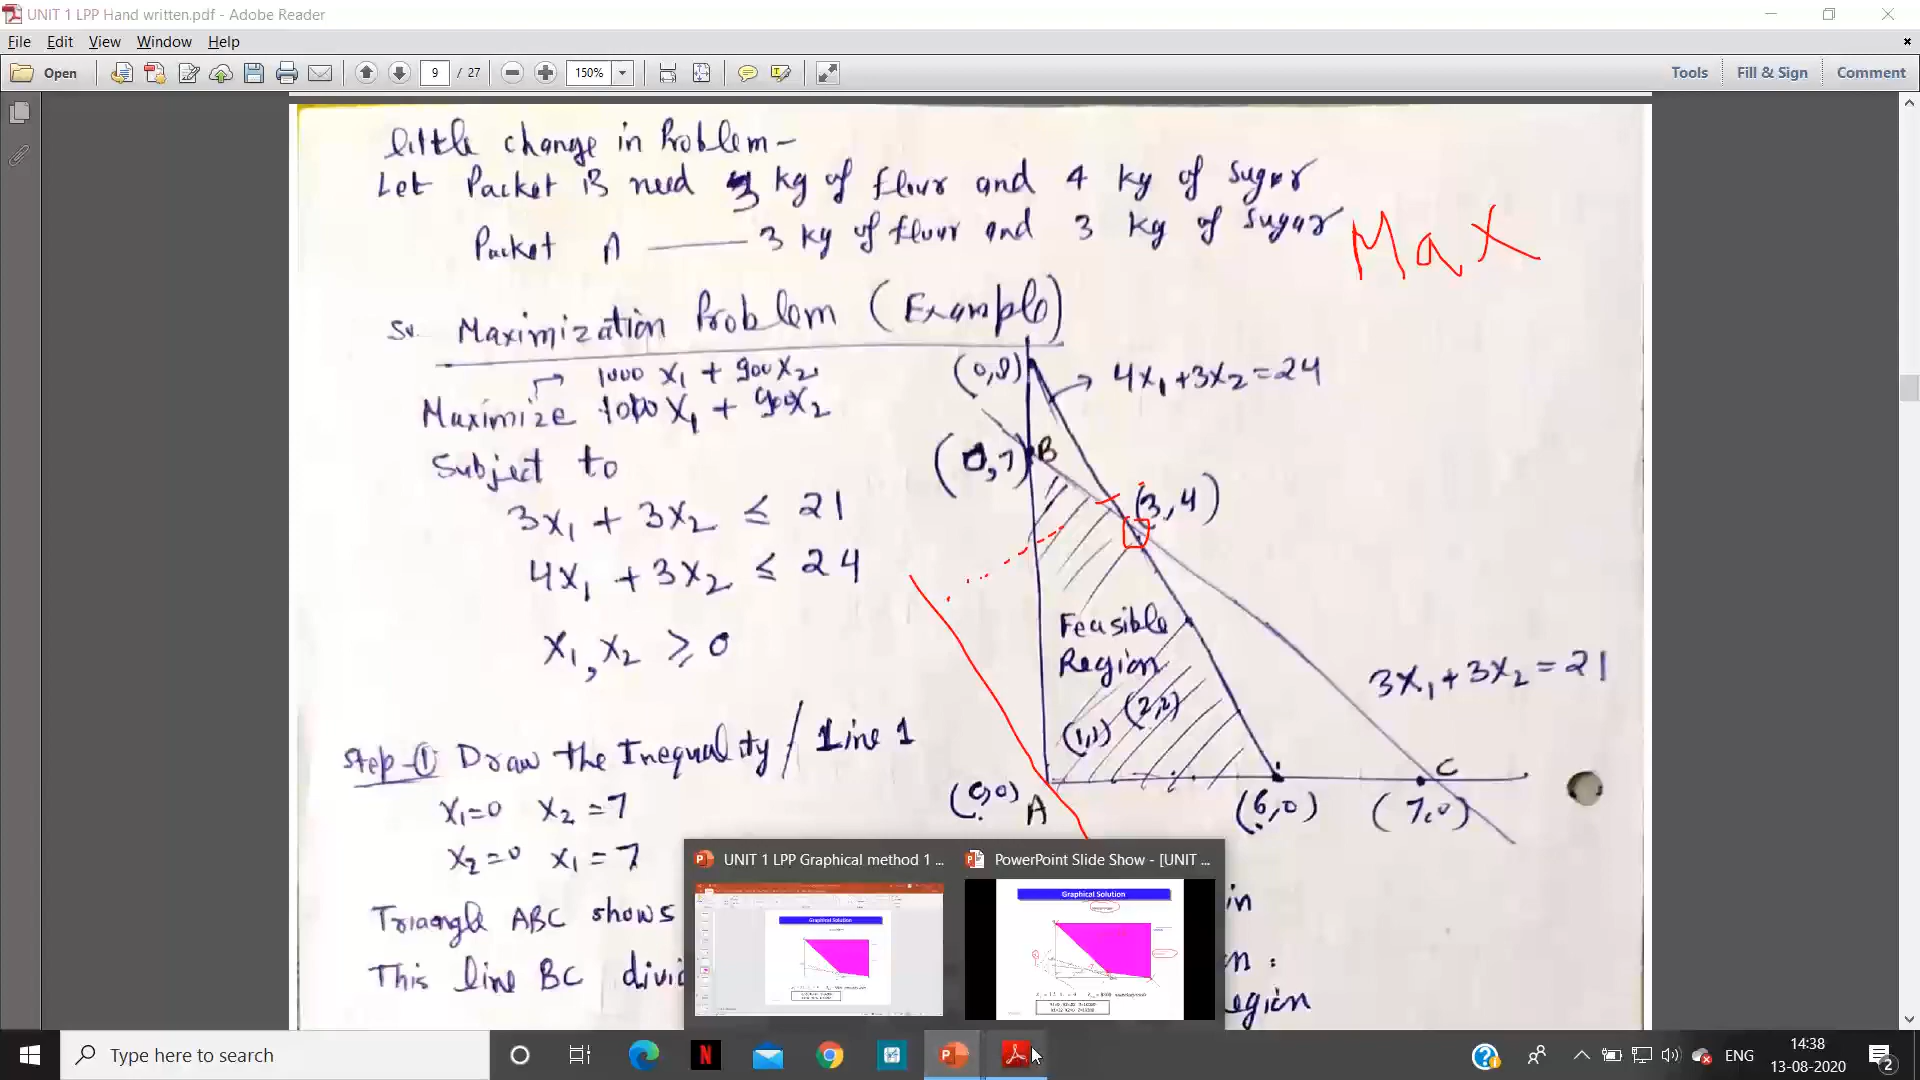 UNIT 1 LPP Hand written.pdf - Adobe Reader
File Edit View Window Help
Open 9 / 27 150% Tools Fill & Sign Comment
little change in Problem -
Let Packet B need 3 kg of flour and 4 kg of Sugar
Packet A —— 3 kg of flour and 3 kg of Sugar
Max
Maximization Problem (Example)
1000 X₁ + 900X₂
Maximize 1000 X₁ + 900X₂
Subject to
3X₁ + 3X₂ ≤ 21
4X₁ + 3X₂ ≤ 24
X₁, X₂ ≥ 0
(0,8)
4X₁+3X₂=24
(0,7) B
(3,4)
Feasible
Region
(1,1) (2,2)
3X₁+3X₂=21
(0,0) A
(6,0)
C
(7,0)
Step-① Draw the Inequality / Line 1
X₁=0 X₂=7
X₂=0 X₁=7
Triangle ABC shows
in
This line BC divi
n .
egion
UNIT 1 LPP Graphical method 1 ...
PowerPoint Slide Show - [UNIT ...
Graphical Solution
Graphical Solution
Type here to search
ENG
14:38
13-08-2020
2